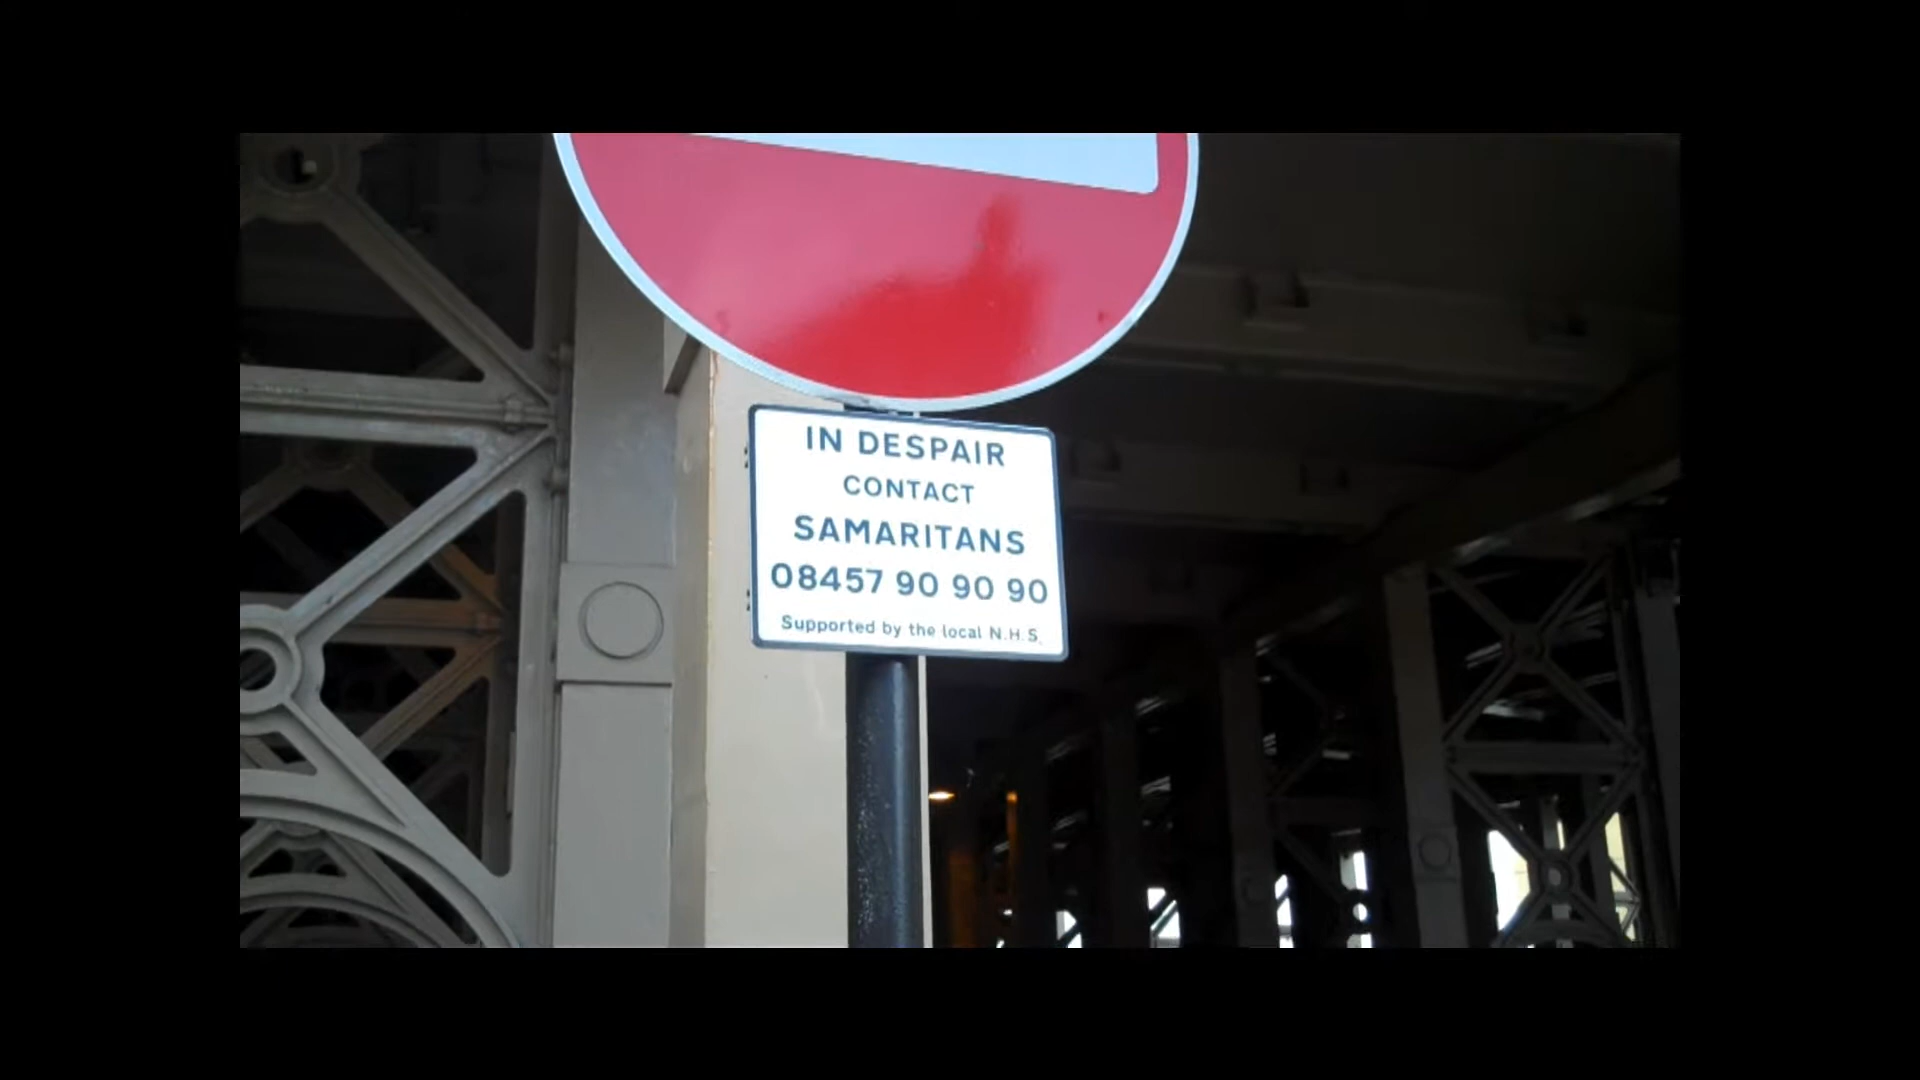 IN DESPAIR
CONTACT
SAMARITANS
08457 90 90 90
Supported by the local N.H.S.